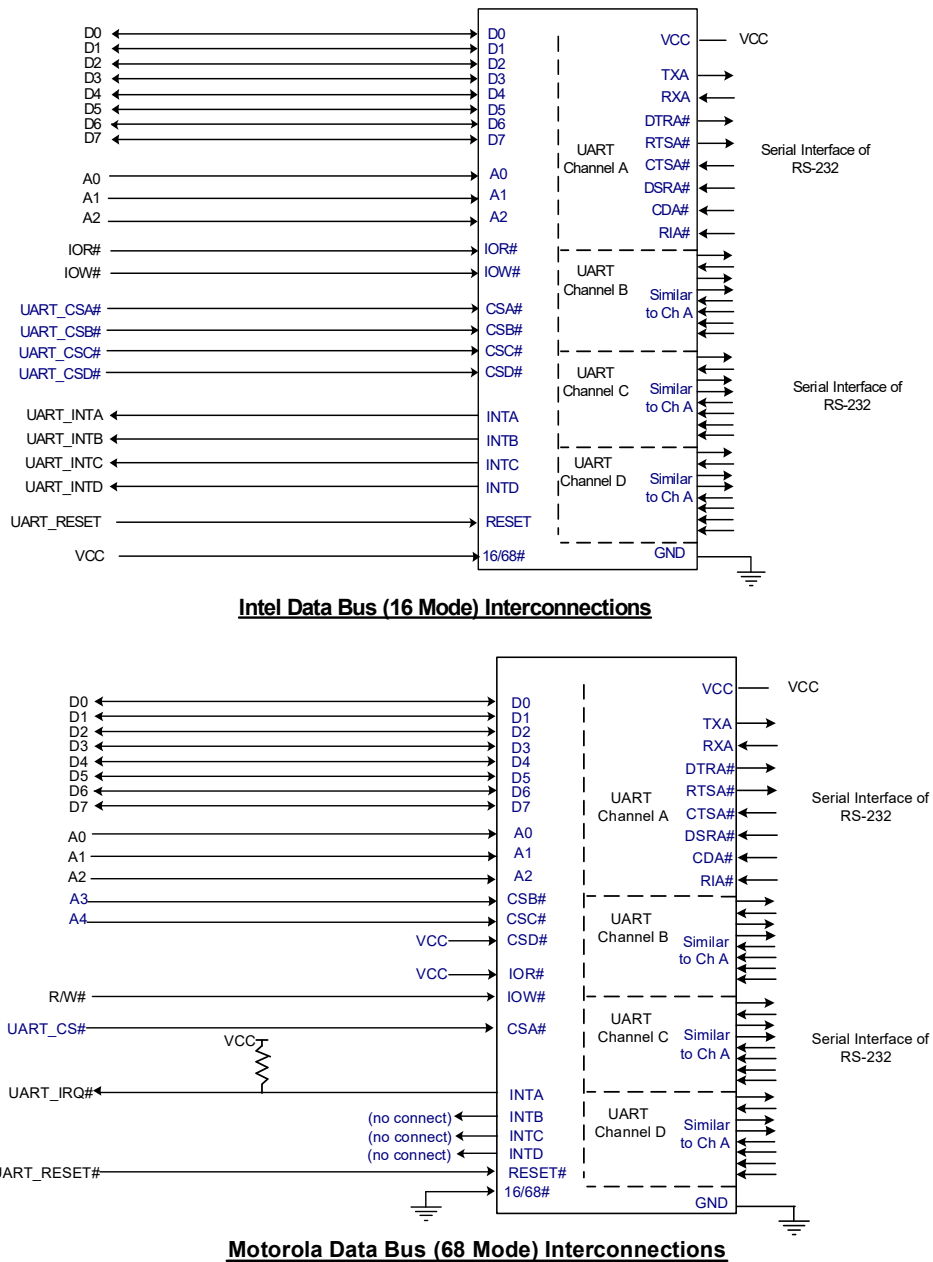 D0 D0 VCC VCC
D1 D1
D2 D2
D3 D3 TXA
D4 D4 RXA
D5 D5
D6 D6 DTRA#
D7 D7 RTSA#
UART
Channel A
Serial Interface of
RS-232
CTSA#
A0 A0 DSRA#
A1 A1
A2 A2 CDA#
RIA#
IOR# IOR#
IOW# IOW#
UART
Channel B
Similar
to Ch A
UART_CSA# CSA#
UART_CSB# CSB#
UART_CSC# CSC#
UART_CSD# CSD#
UART
Channel C
Similar
to Ch A
Serial Interface of
RS-232
UART_INTA INTA
UART_INTB INTB
UART_INTC INTC
UART_INTD INTD
UART
Channel D
Similar
to Ch A
UART_RESET RESET
VCC 16/68# GND
Intel Data Bus (16 Mode) Interconnections
D0 D0 VCC VCC
D1 D1
D2 D2 TXA
D3 D3 RXA
D4 D4 DTRA#
D5 D5
D6 D6 RTSA#
D7 D7 CTSA#
UART
Channel A
Serial Interface of
RS-232
A0 A0 DSRA#
A1 A1 CDA#
A2 A2 RIA#
A3 CSB#
A4 CSC#
VCC CSD#
UART
Channel B
Similar
to Ch A
VCC IOR#
R/W# IOW#
UART_CS# CSA#
UART
Channel C
Similar
to Ch A
Serial Interface of
RS-232
VCC
UART_IRQ# INTA
(no connect) INTB
(no connect) INTC
(no connect) INTD
UART
Channel D
Similar
to Ch A
UART_RESET# RESET#
16/68# GND
Motorola Data Bus (68 Mode) Interconnections